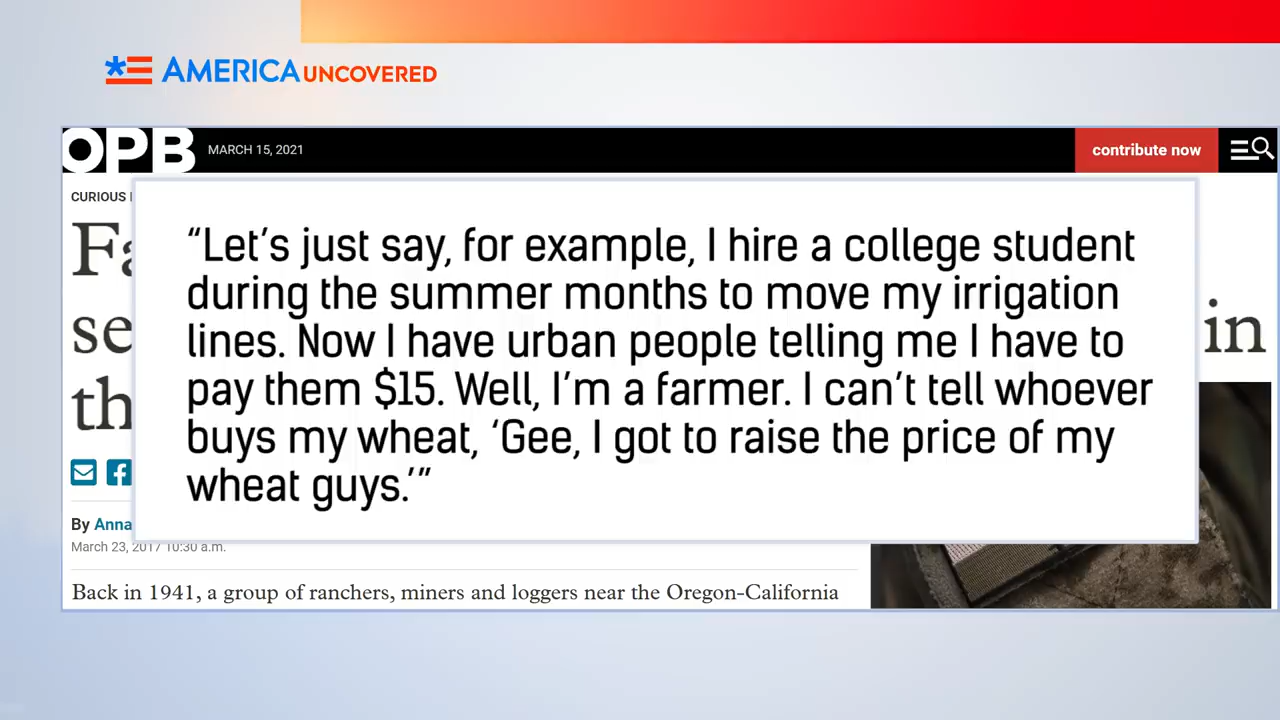 AMERICA UNCOVERED
OPB MARCH 15, 2021 contribute now
CURIOUS
Fa
“Let’s just say, for example, I hire a college student
during the summer months to move my irrigation
lines. Now I have urban people telling me I have to
pay them $15. Well, I’m a farmer. I can’t tell whoever
buys my wheat, ‘Gee, I got to raise the price of my
wheat guys.’”
se
in
th
By Anna
March 23, 2017 10:30 a.m.
Back in 1941, a group of ranchers, miners and loggers near the Oregon-California